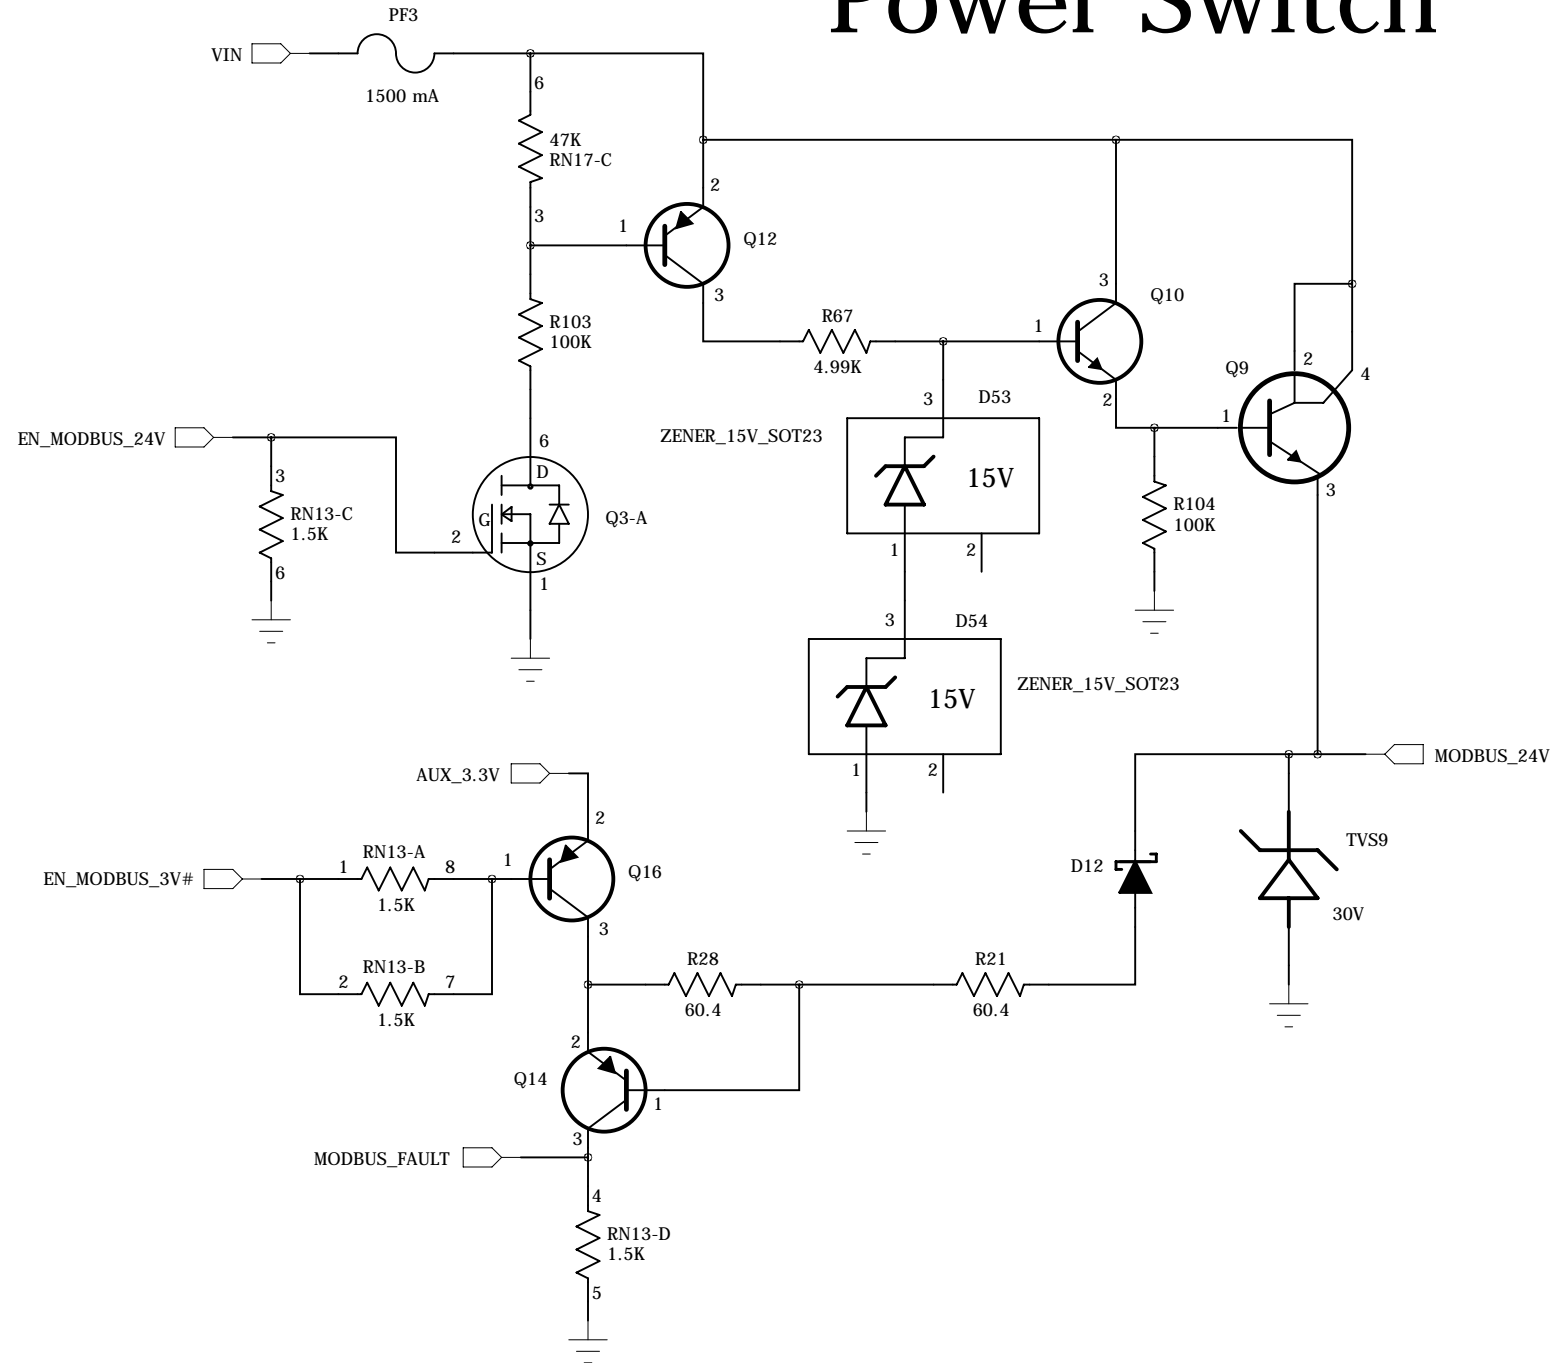 Power Switch
PF3
VIN
1500 mA
6
47K
RN17-C
3
2
1
Q12
3
R67
4.99K
R103
100K
3
Q10
1
2
2
4
Q9
1
3
R104
100K
EN_MODBUS_24V
3
RN13-C
1.5K
6
6
D
G
S
2
Q3-A
1
3
D53
ZENER_15V_SOT23
15V
1
2
3
D54
ZENER_15V_SOT23
15V
1
2
MODBUS_24V
AUX_3.3V
2
RN13-A
1
8
1
Q16
EN_MODBUS_3V#
1.5K
3
RN13-B
2
7
1.5K
D12
TVS9
30V
R28
60.4
R21
60.4
2
Q14
1
3
MODBUS_FAULT
4
RN13-D
1.5K
5